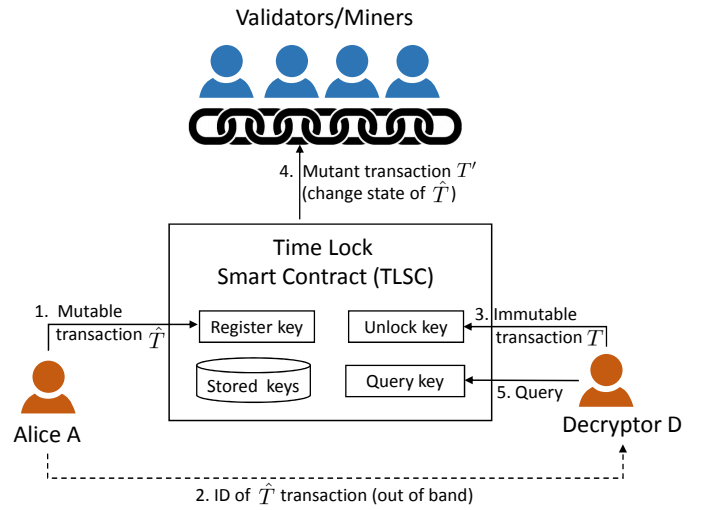 Validators/Miners
4. Mutant transaction T′
(change state of T̂)
Time Lock
Smart Contract (TLSC)
1. Mutable
transaction T̂
Register key
Unlock key
3. Immutable
transaction T
Stored keys
Query key
5. Query
Alice A
Decryptor D
2. ID of T̂ transaction (out of band)